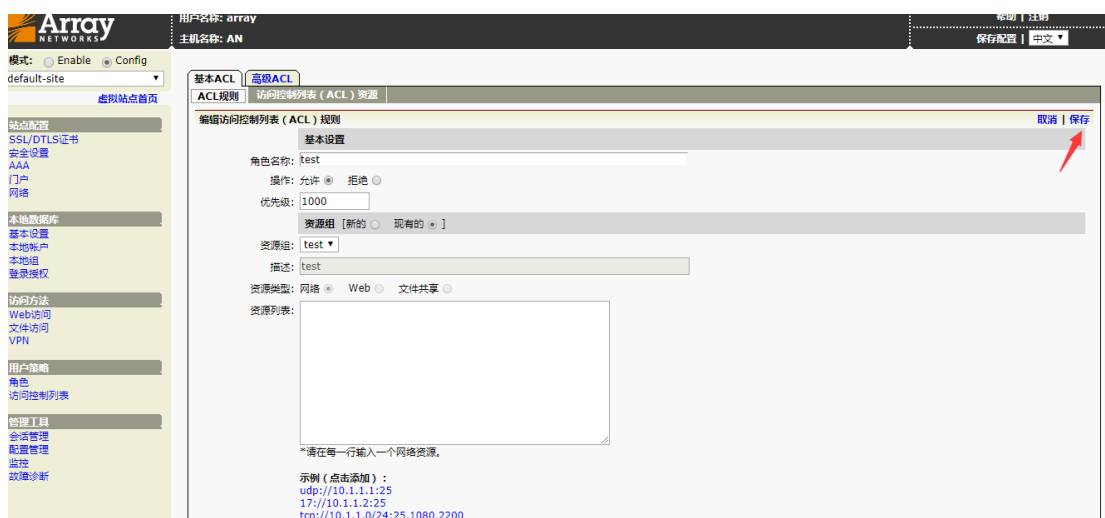 Array
NETWORKS
用户名称: array
帮助 | 注销
主机名称: AN
保存配置 | 中文
模式: Enable Config
default-site
虚拟站点首页
站点配置
SSL/DTLS证书
安全设置
AAA
门户
网络
本地数据库
基本设置
本地帐户
本地组
登录授权
访问方法
Web访问
文件访问
VPN
用户策略
角色
访问控制列表
管理工具
会话管理
配置管理
监控
故障诊断
基本ACL 高级ACL
ACL规则 访问控制列表 ( ACL ) 资源
编辑访问控制列表 ( ACL ) 规则
取消 | 保存
基本设置
角色名称: test
操作: 允许 拒绝
优先级: 1000
资源组 [新的 现有的 ]
资源组: test
描述: test
资源类型: 网络 Web 文件共享
资源列表:
*请在每一行输入一个网络资源。
示例 ( 点击添加 ) :
udp://10.1.1.1:25
17://10.1.1.2:25
tcp://10.1.1.0/24:25,1080,2200